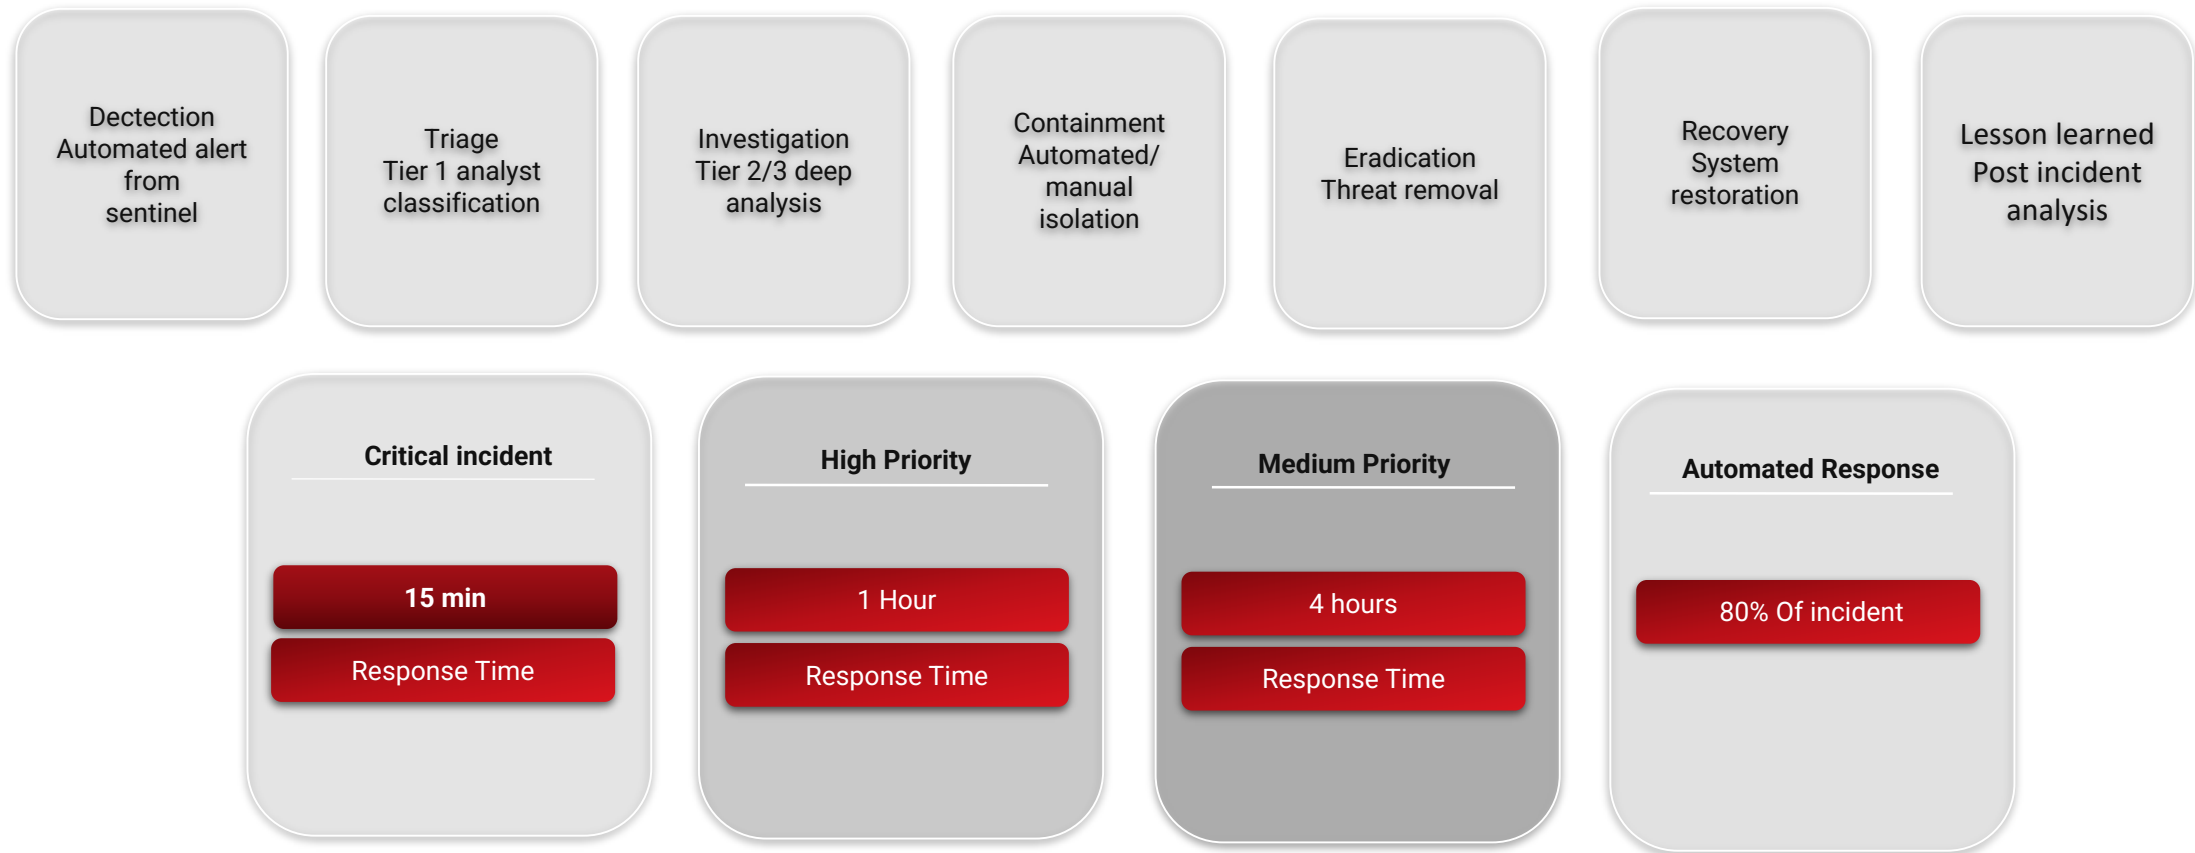 Dectection
Automated alert
from
sentinel
Triage
Tier 1 analyst
classification
Investigation
Tier 2/3 deep
analysis
Containment
Automated/
manual
isolation
Eradication
Threat removal
Recovery
System
restoration
Lesson learned
Post incident
analysis
Critical incident
15 min
Response Time
High Priority
1 Hour
Response Time
Medium Priority
4 hours
Response Time
Automated Response
80% Of incident